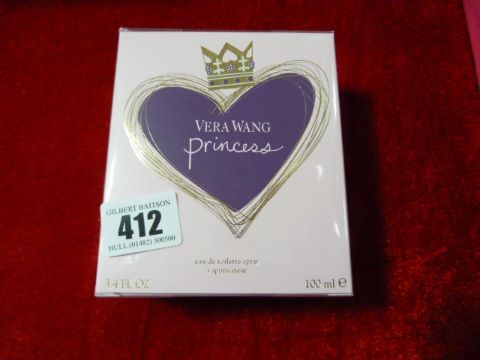 VERA WANG
princess
GILBERT BAITSON
412
HULL (01482) 500500
eau de toilette spray
vaporisateur
3.4 FL OZ
100 ml e